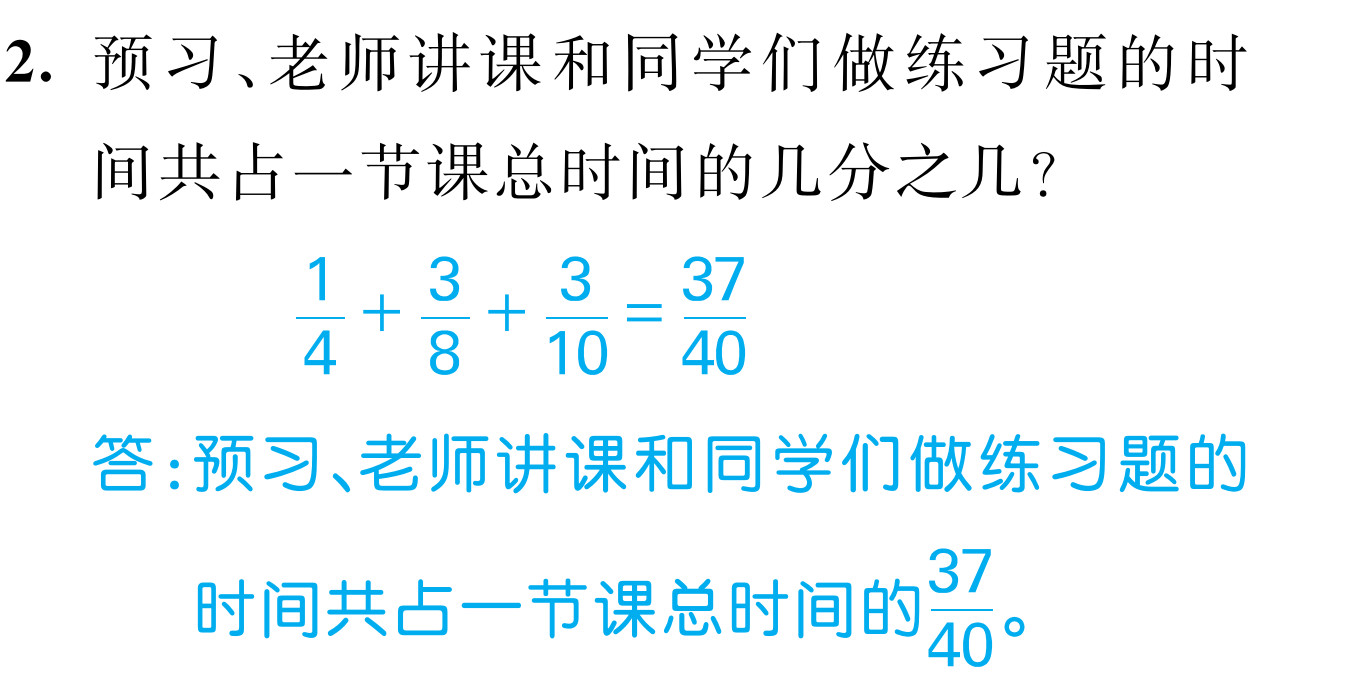 2. 预习、老师讲课和同学们做练习题的时
间共占一节课总时间的几分之几?
1/4 + 3/8 + 3/10 = 37/40
答:预习、老师讲课和同学们做练习题的
时间共占一节课总时间的37/40。